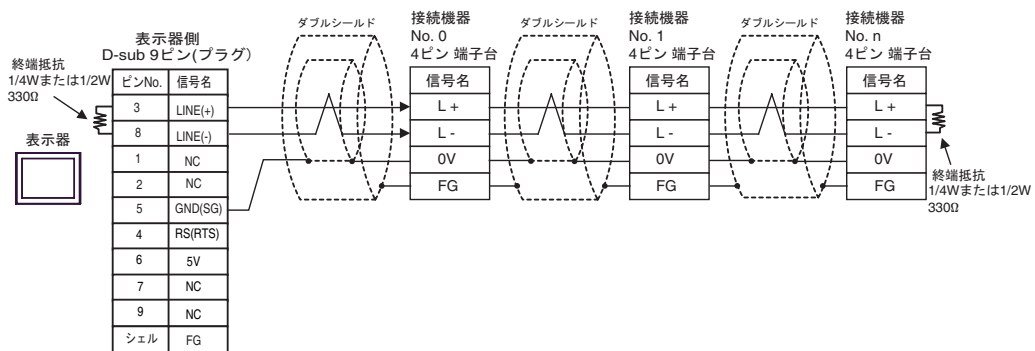 表示器側
D-sub 9ピン(プラグ)
終端抵抗
1/4Wまたは1/2W
330Ω
表示器
ピンNo. 信号名
3 LINE(+)
8 LINE(-)
1 NC
2 NC
5 GND(SG)
4 RS(RTS)
6 5V
7 NC
9 NC
シェル FG
ダブルシールド
接続機器
No. 0
4ピン 端子台
信号名
L +
L -
0V
FG
ダブルシールド
接続機器
No. 1
4ピン 端子台
信号名
L +
L -
0V
FG
ダブルシールド
接続機器
No. n
4ピン 端子台
信号名
L +
L -
0V
FG
終端抵抗
1/4Wまたは1/2W
330Ω